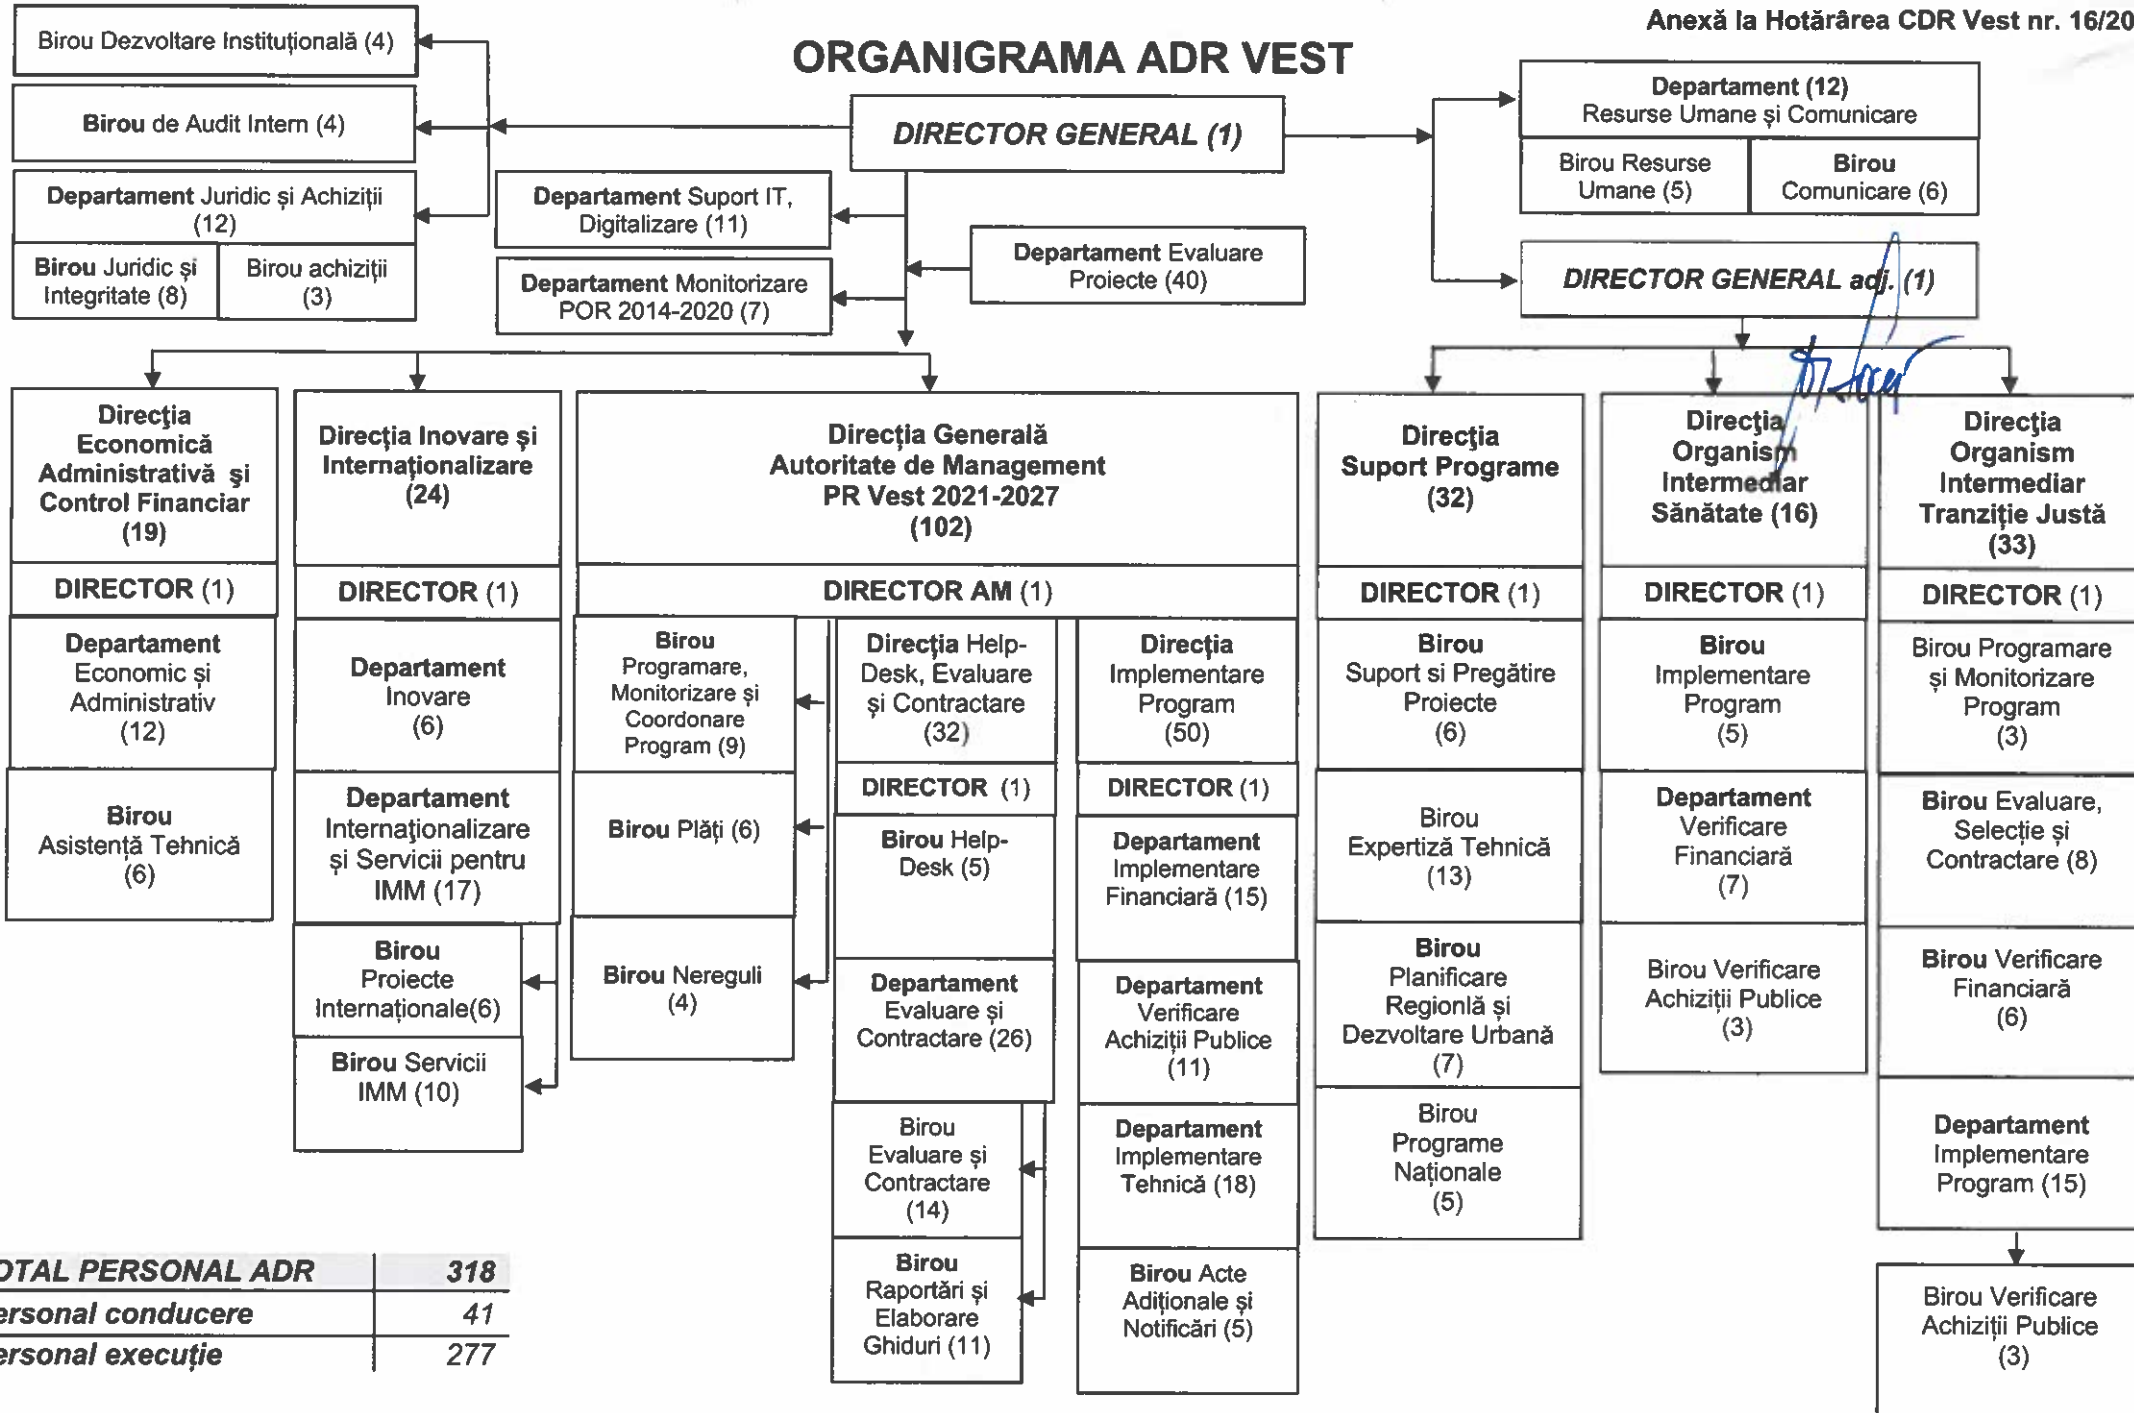 Anexă la Hotărârea CDR Vest nr. 16/20
ORGANIGRAMA ADR VEST
Birou Dezvoltare Instituțională (4)
Birou de Audit Intern (4)
Departament Juridic și Achiziții
(12)
Birou Juridic și
Integritate (8)
Birou achiziții
(3)
DIRECTOR GENERAL (1)
Departament Suport IT,
Digitalizare (11)
Departament Monitorizare
POR 2014-2020 (7)
Departament Evaluare
Proiecte (40)
Departament (12)
Resurse Umane și Comunicare
Birou Resurse
Umane (5)
Birou
Comunicare (6)
DIRECTOR GENERAL adj. (1)
Direcția
Economică
Administrativă și
Control Financiar
(19)
DIRECTOR (1)
Departament
Economic și
Administrativ
(12)
Birou
Asistență Tehnică
(6)
Direcția Inovare și
Internaționalizare
(24)
DIRECTOR (1)
Departament
Inovare
(6)
Departament
Internaţionalizare
și Servicii pentru
IMM (17)
Birou
Proiecte
Internaționale(6)
Birou Servicii
IMM (10)
Direcția Generală
Autoritate de Management
PR Vest 2021-2027
(102)
DIRECTOR AM (1)
Birou
Programare,
Monitorizare și
Coordonare
Program (9)
Birou Plăți (6)
Birou Nereguli
(4)
Direcția Help-
Desk, Evaluare
și Contractare
(32)
DIRECTOR (1)
Birou Help-
Desk (5)
Departament
Evaluare și
Contractare (26)
Birou
Evaluare și
Contractare
(14)
Birou
Raportări și
Elaborare
Ghiduri (11)
Direcția
Implementare
Program
(50)
DIRECTOR (1)
Departament
Implementare
Financiară (15)
Departament
Verificare
Achiziții Publice
(11)
Departament
Implementare
Tehnică (18)
Birou Acte
Adiționale și
Notificări (5)
Direcţia
Suport Programe
(32)
DIRECTOR (1)
Birou
Suport si Pregătire
Proiecte
(6)
Birou
Expertiză Tehnică
(13)
Birou
Planificare
Regionlă și
Dezvoltare Urbană
(7)
Birou
Programe
Naționale
(5)
Direcția
Organism
Intermediar
Sănătate (16)
DIRECTOR (1)
Birou
Implementare
Program
(5)
Departament
Verificare
Financiară
(7)
Birou Verificare
Achiziții Publice
(3)
Direcția
Organism
Intermediar
Tranziție Justă
(33)
DIRECTOR (1)
Birou Programare
și Monitorizare
Program
(3)
Birou Evaluare,
Selecție și
Contractare (8)
Birou Verificare
Financiară
(6)
Departament
Implementare
Program (15)
Birou Verificare
Achiziții Publice
(3)
OTAL PERSONAL ADR 318
ersonal conducere 41
ersonal execuție 277